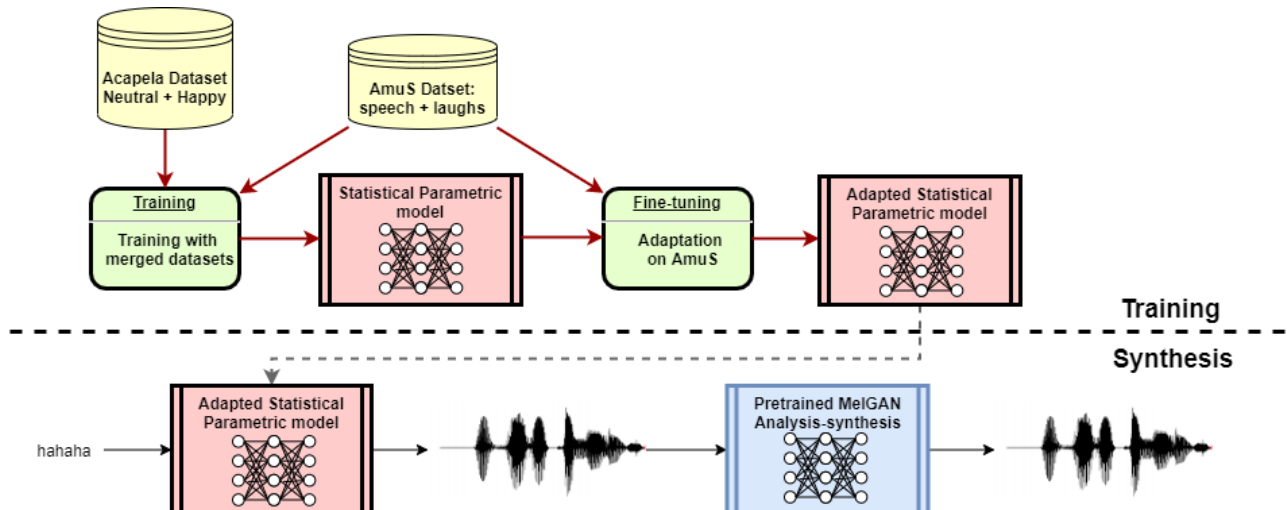 Acapela Dataset
Neutral + Happy
AmuS Datset:
speech + laughs
Training
Training with
merged datasets
Statistical Parametric
model
Fine-tuning
Adaptation
on AmuS
Adapted Statistical
Parametric model
Training
Synthesis
hahaha
Adapted Statistical
Parametric model
Pretrained MelGAN
Analysis-synthesis